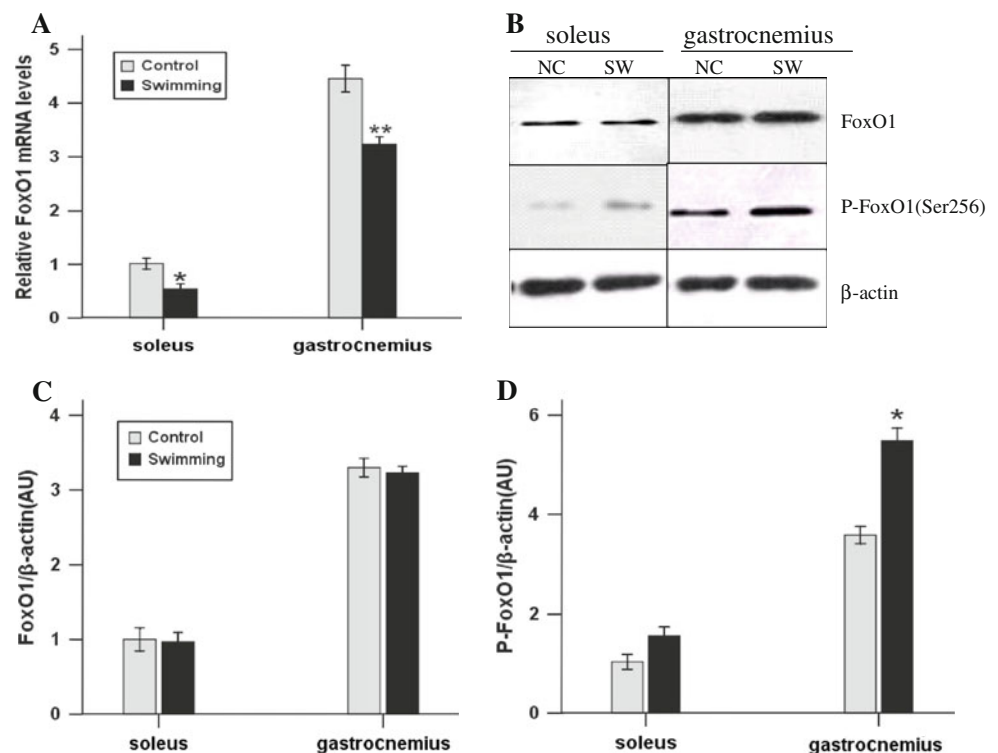 A
Relative FoxO1 mRNA levels
5
4
3
2
1
0
Control
Swimming
*
**
soleus
gastrocnemius
B
soleus
gastrocnemius
NC SW NC SW
FoxO1
P-FoxO1(Ser256)
β-actin
C
FoxO1/β-actin(AU)
4
3
2
1
0
Control
Swimming
soleus
gastrocnemius
D
P-FoxO1/β-actin(AU)
6
4
2
0
*
soleus
gastrocnemius